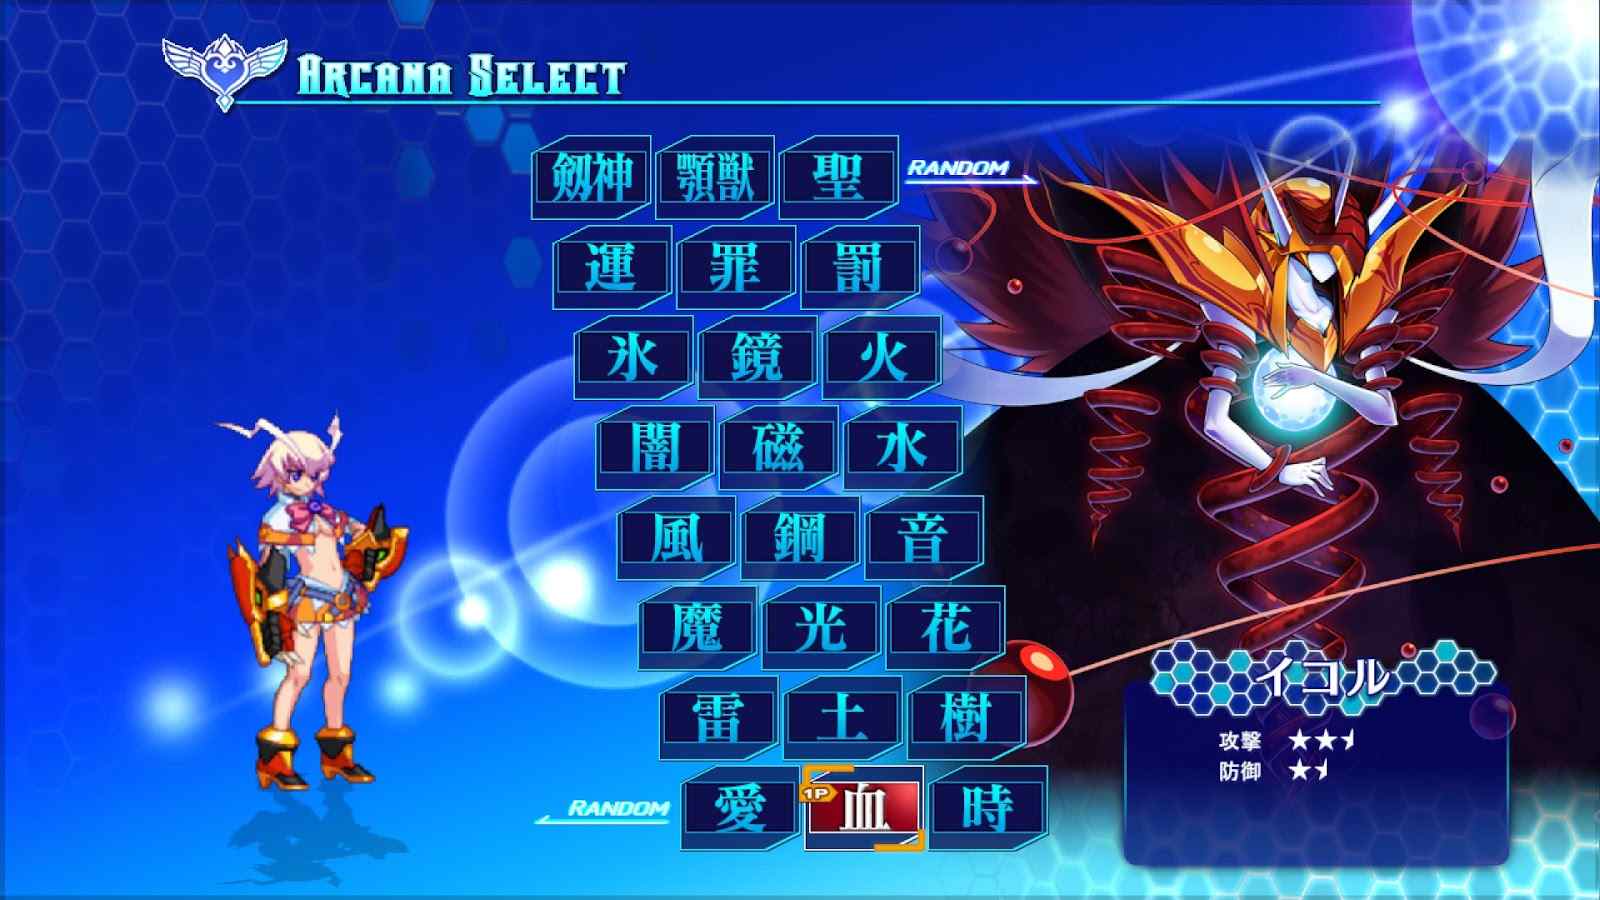 ARCANA SELECT
劔神 顎獣 聖 RANDOM
運 罪 罰
氷 鏡 火
闇 磁 水
風 鋼 音
魔 光 花
雷 土 樹
RANDOM 愛 1P 血 時
イコル
攻撃 ★★⯨
防御 ★⯨